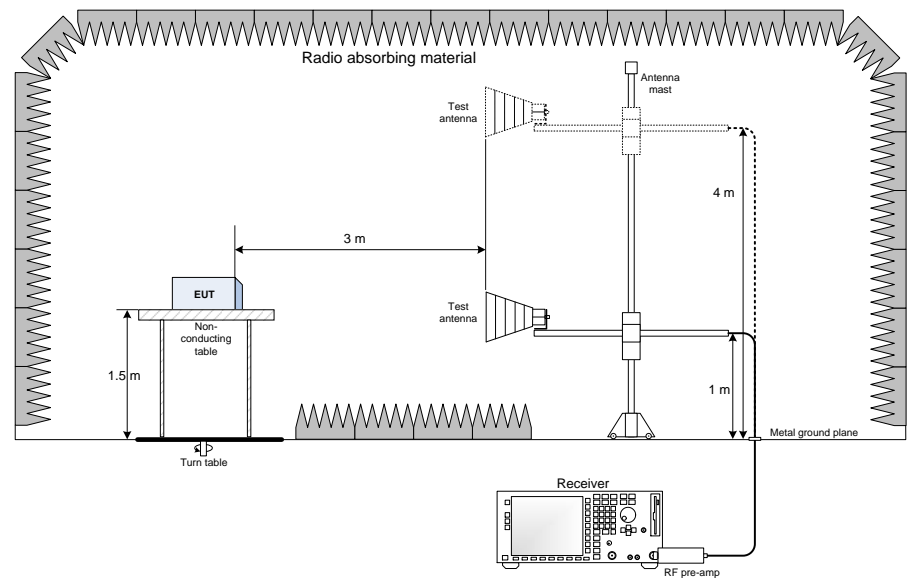 Radio absorbing material
Test
antenna
Antenna
mast
4 m
3 m
EUT
Test
antenna
Non-
conducting
table
1.5 m
1 m
Metal ground plane
Turn table
Receiver
RF pre-amp